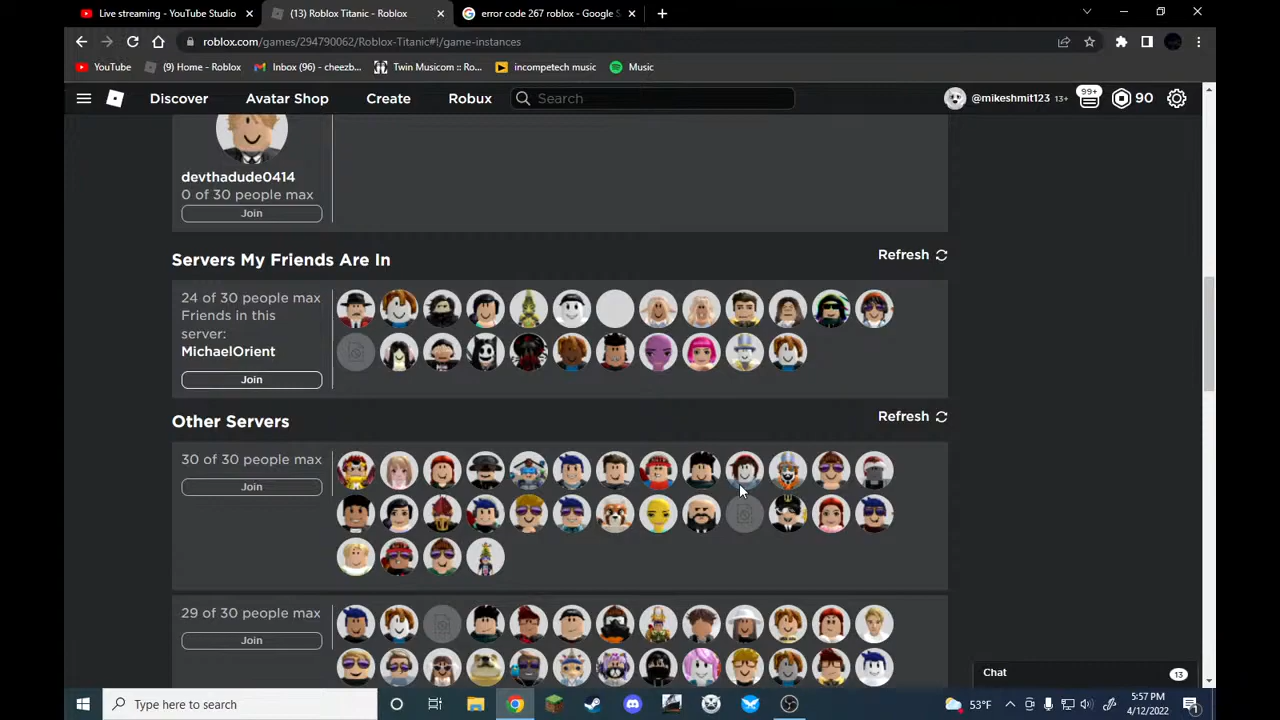 Live streaming - YouTube Studio
(13) Roblox Titanic - Roblox
error code 267 roblox - Google S
roblox.com/games/294790062/Roblox-Titanic#!/game-instances
YouTube
(9) Home - Roblox
Inbox (96) - cheezb...
Twin Musicom :: Ro...
incompetech music
Music
Discover
Avatar Shop
Create
Robux
Search
@mikeshmit123 13+
99+
90
devthadude0414
0 of 30 people max
Join
Servers My Friends Are In
Refresh
24 of 30 people max
Friends in this
server:
MichaelOrient
Join
Other Servers
Refresh
30 of 30 people max
Join
29 of 30 people max
Join
Chat
13
Type here to search
53°F
5:57 PM
4/12/2022
1